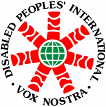 DISABLED PEOPLES' INTERNATIONAL
· VOX NOSTRA ·